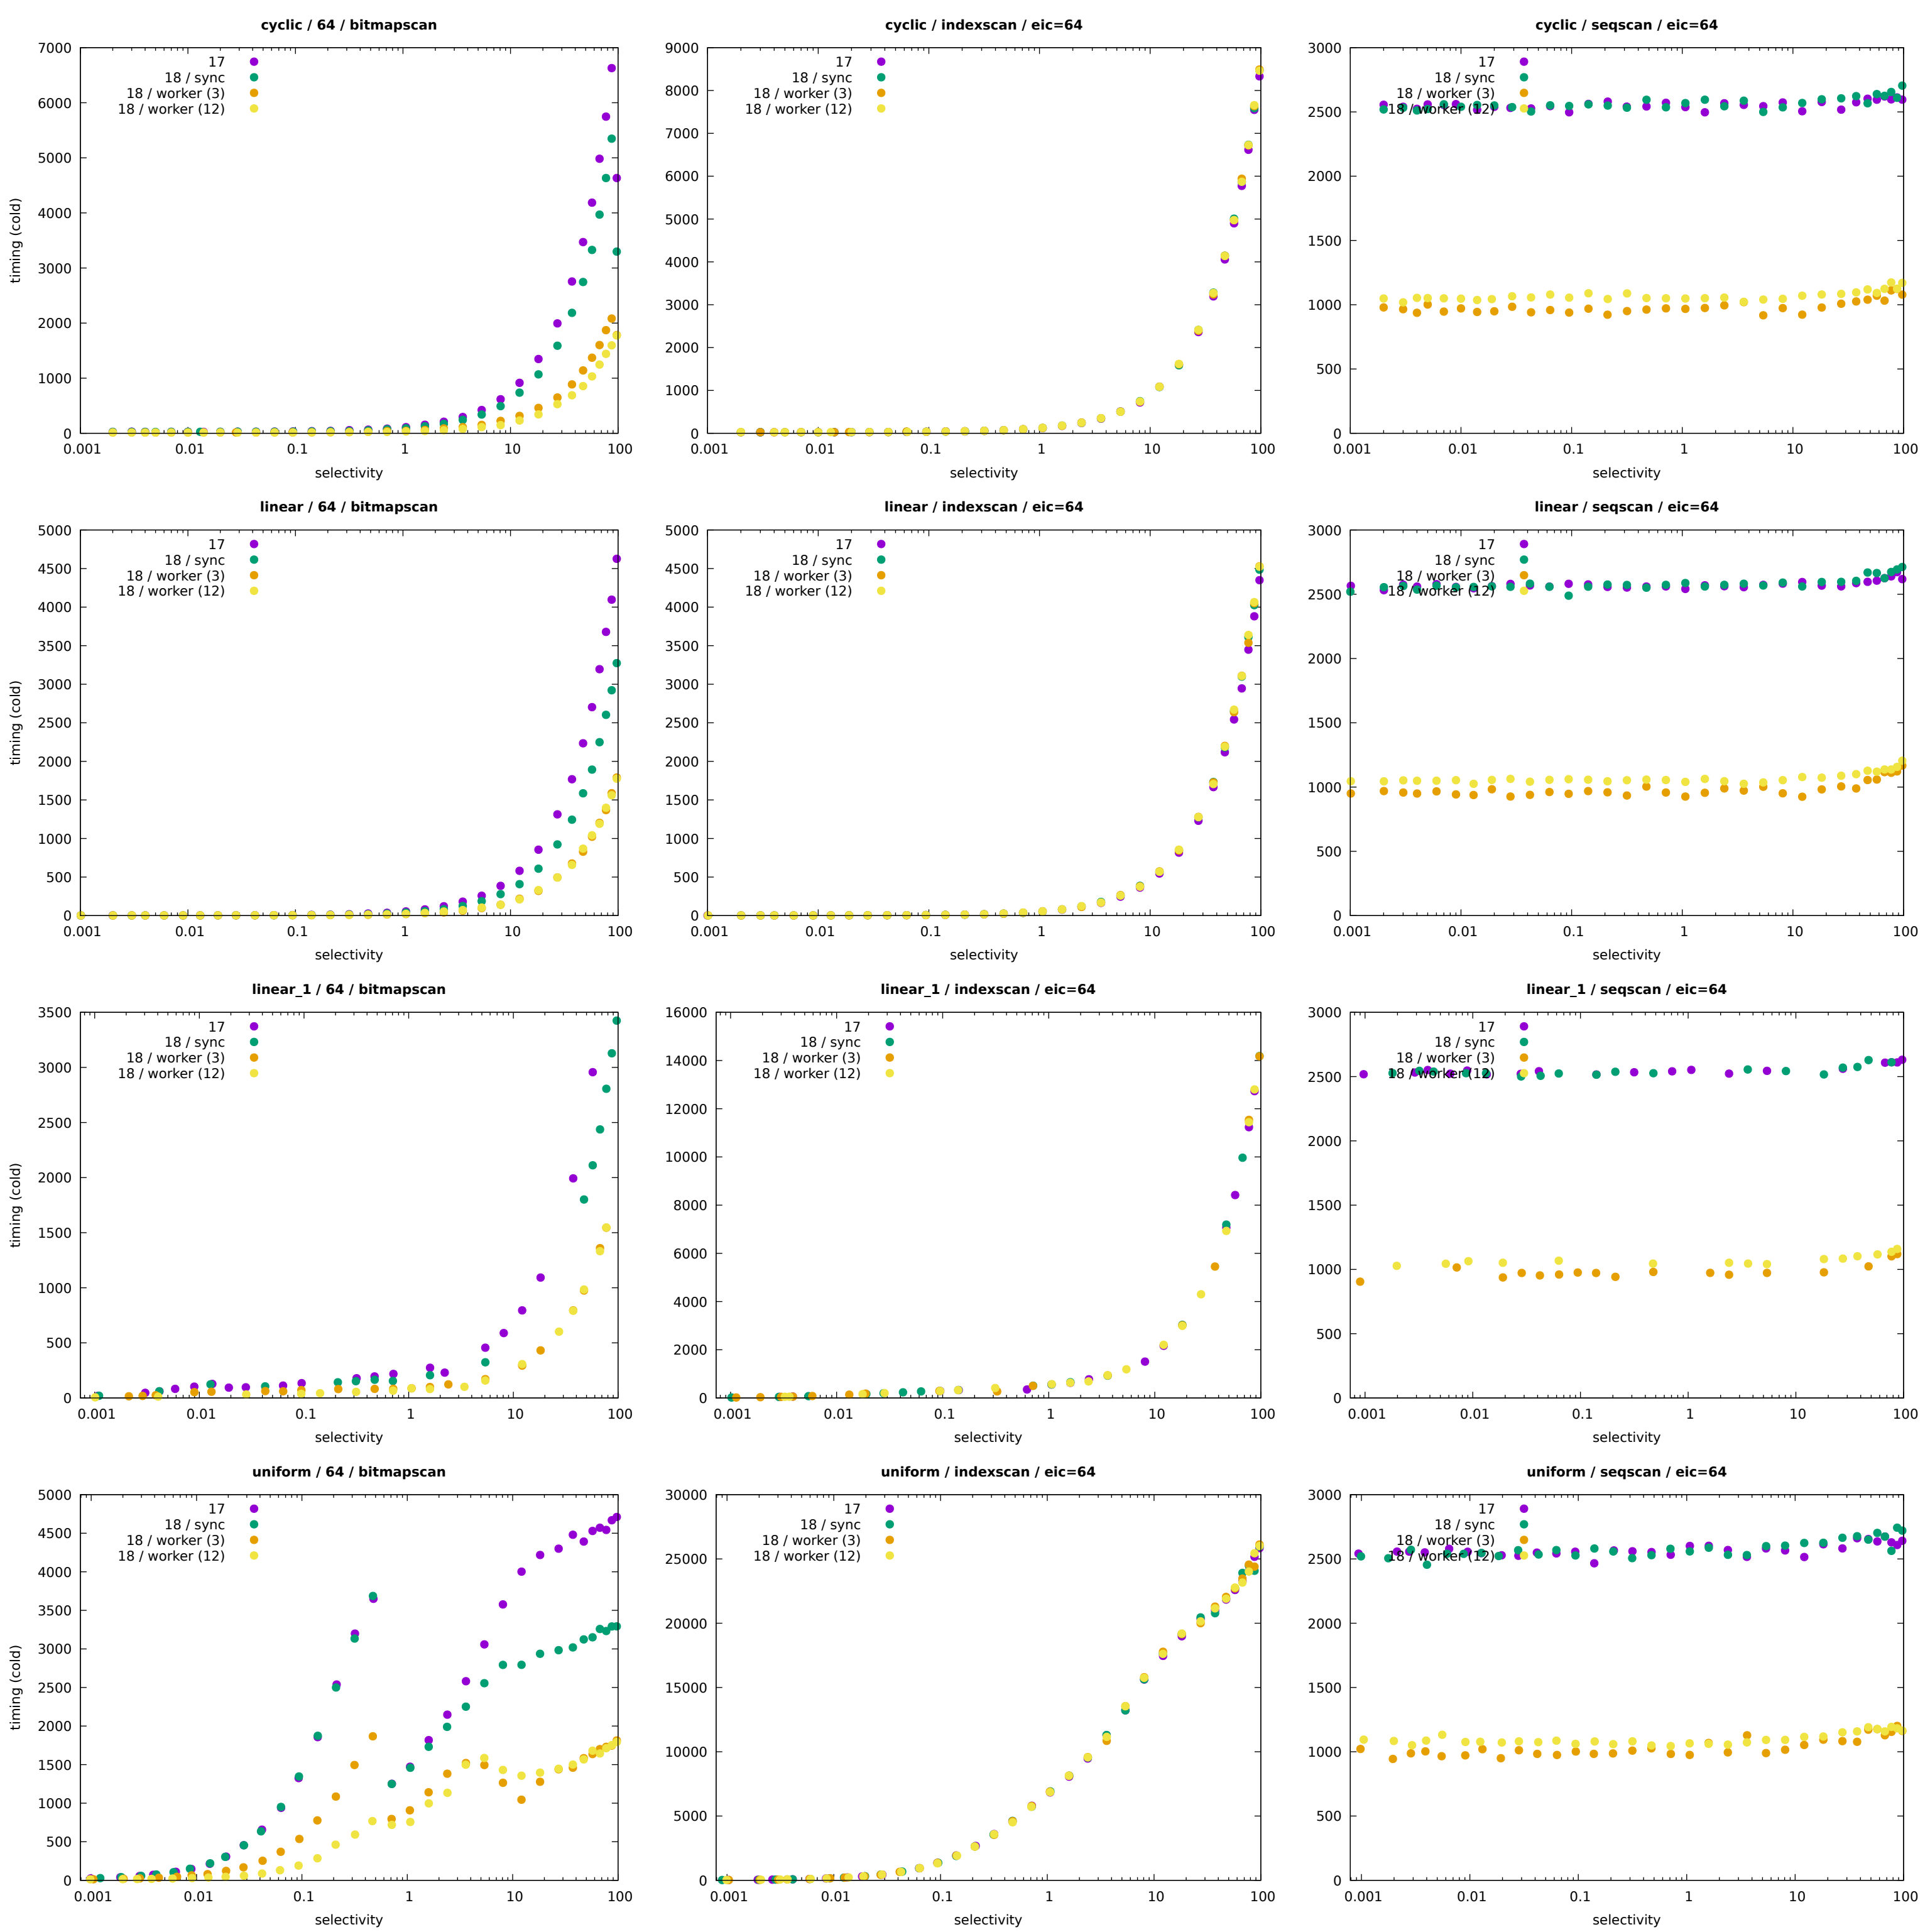 cyclic / 64 / bitmapscan
17
18 / sync
18 / worker (3)
18 / worker (12)
timing (cold)
7000
6000
5000
4000
3000
2000
1000
0
0.001 0.01 0.1 1 10 100
selectivity
cyclic / indexscan / eic=64
17
18 / sync
18 / worker (3)
18 / worker (12)
9000
8000
7000
6000
5000
4000
3000
2000
1000
0
0.001 0.01 0.1 1 10 100
selectivity
cyclic / seqscan / eic=64
17
18 / sync
18 / worker (3)
18 / worker (12)
3000
2500
2000
1500
1000
500
0
0.001 0.01 0.1 1 10 100
selectivity
linear / 64 / bitmapscan
17
18 / sync
18 / worker (3)
18 / worker (12)
timing (cold)
5000
4500
4000
3500
3000
2500
2000
1500
1000
500
0
0.001 0.01 0.1 1 10 100
selectivity
linear / indexscan / eic=64
17
18 / sync
18 / worker (3)
18 / worker (12)
5000
4500
4000
3500
3000
2500
2000
1500
1000
500
0
0.001 0.01 0.1 1 10 100
selectivity
linear / seqscan / eic=64
17
18 / sync
18 / worker (3)
18 / worker (12)
3000
2500
2000
1500
1000
500
0
0.001 0.01 0.1 1 10 100
selectivity
linear_1 / 64 / bitmapscan
17
18 / sync
18 / worker (3)
18 / worker (12)
timing (cold)
3500
3000
2500
2000
1500
1000
500
0
0.001 0.01 0.1 1 10 100
selectivity
linear_1 / indexscan / eic=64
17
18 / sync
18 / worker (3)
18 / worker (12)
16000
14000
12000
10000
8000
6000
4000
2000
0
0.001 0.01 0.1 1 10 100
selectivity
linear_1 / seqscan / eic=64
17
18 / sync
18 / worker (3)
18 / worker (12)
3000
2500
2000
1500
1000
500
0
0.001 0.01 0.1 1 10 100
selectivity
uniform / 64 / bitmapscan
17
18 / sync
18 / worker (3)
18 / worker (12)
timing (cold)
5000
4500
4000
3500
3000
2500
2000
1500
1000
500
0
0.001 0.01 0.1 1 10 100
selectivity
uniform / indexscan / eic=64
17
18 / sync
18 / worker (3)
18 / worker (12)
30000
25000
20000
15000
10000
5000
0
0.001 0.01 0.1 1 10 100
selectivity
uniform / seqscan / eic=64
17
18 / sync
18 / worker (3)
18 / worker (12)
3000
2500
2000
1500
1000
500
0
0.001 0.01 0.1 1 10 100
selectivity